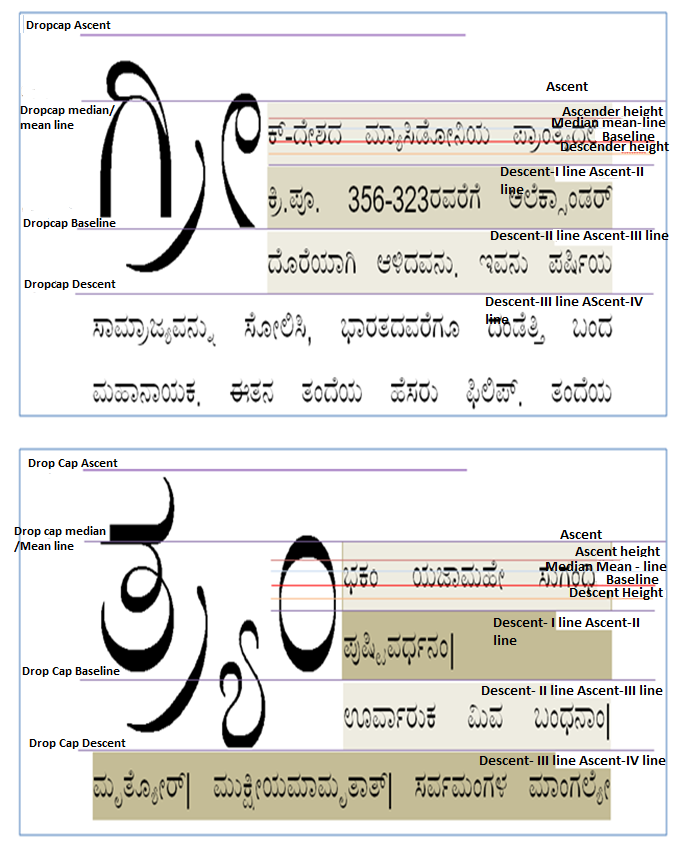 Dropcap Ascent
Ascent
Dropcap median/
mean line
Ascender height
Median mean-line
Baseline
Descender height
ಗ್ರೀ
ಕ್-ದೇಶದ ಮ್ಯಾಸಿಡೋನಿಯ ಪ್ರಾಂತ್ಯದೇ
Descent-I line Ascent-II
line
ಕ್ರಿ.ಪೂ. 356-323ರವರೆಗೆ ಆಲೆಕ್ಸಾಂಡರ್
Dropcap Baseline
Descent-II line Ascent-III line
ದೊರೆಯಾಗಿ ಆಳಿದವನು. ಇವನು ಪರ್ಷಿಯ
Dropcap Descent
Descent-III line AScent-IV
line
ಸಾಮ್ರಾಜ್ಯವನ್ನು ಸೋಲಿಸಿ, ಭಾರತದವರೆಗೂ ದಂಡೆತ್ತಿ ಬಂದ
ಮಹಾನಾಯಕ. ಈತನ ತಂದೆಯ ಹೆಸರು ಫಿಲಿಪ್. ತಂದೆಯ
Drop Cap Ascent
Drop cap median
/Mean line
Ascent
Ascent height
Median Mean - line
Baseline
Descent Height
ತ್ರ್ಯಂ
ಭಕಂ ಯಜಾಮಹೇ ಸುಗಂಧ
Descent- I line Ascent-II
line
ಪುಷ್ಟಿವರ್ಧನಂ|
Drop Cap Baseline
Descent- II line Ascent-III line
ಊರ್ವಾರುಕ ಮಿವ ಬಂಧನಾಂ|
Drop Cap Descent
Descent- III line Ascent-IV line
ಮೃತ್ಯೋರ್| ಮುಕ್ಷೀಯಮಾಮೃತಾತ್| ಸರ್ವಮಂಗಳ ಮಾಂಗಲ್ಯೇ